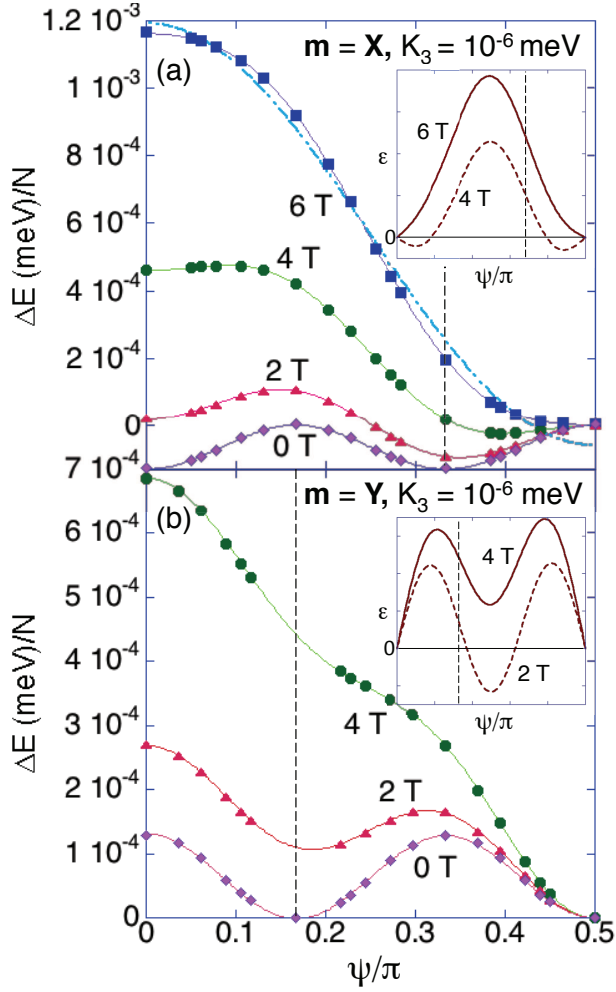 1.2 10⁻³
(a)
m = X, K₃ = 10⁻⁶ meV
1 10⁻³
6 T
ε
4 T
0
ψ/π
8 10⁻⁴
6 10⁻⁴
ΔE (meV)/N
6 T
4 10⁻⁴
4 T
2 10⁻⁴
2 T
0
0 T
7 10⁻⁴
(b)
m = Y, K₃ = 10⁻⁶ meV
6 10⁻⁴
4 T
ε
0
2 T
ψ/π
5 10⁻⁴
4 10⁻⁴
ΔE (meV)/N
4 T
3 10⁻⁴
2 10⁻⁴
2 T
1 10⁻⁴
0 T
0
0 0.1 0.2 0.3 0.4 0.5
ψ/π